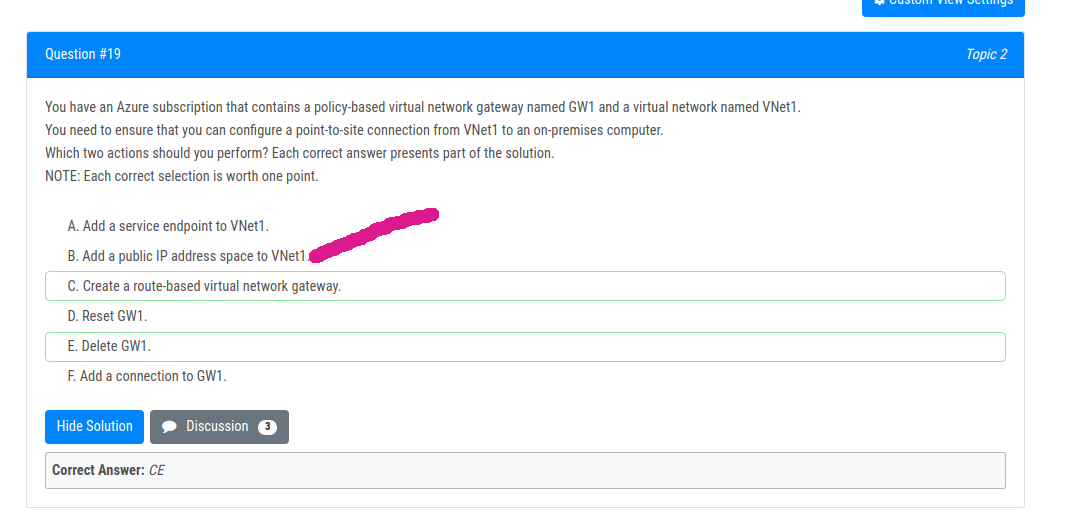 Custom View Settings
Question #19
Topic 2
You have an Azure subscription that contains a policy-based virtual network gateway named GW1 and a virtual network named VNet1.
You need to ensure that you can configure a point-to-site connection from VNet1 to an on-premises computer.
Which two actions should you perform? Each correct answer presents part of the solution.
NOTE: Each correct selection is worth one point.
A. Add a service endpoint to VNet1.
B. Add a public IP address space to VNet1.
C. Create a route-based virtual network gateway.
D. Reset GW1.
E. Delete GW1.
F. Add a connection to GW1.
Hide Solution
Discussion 3
Correct Answer: CE